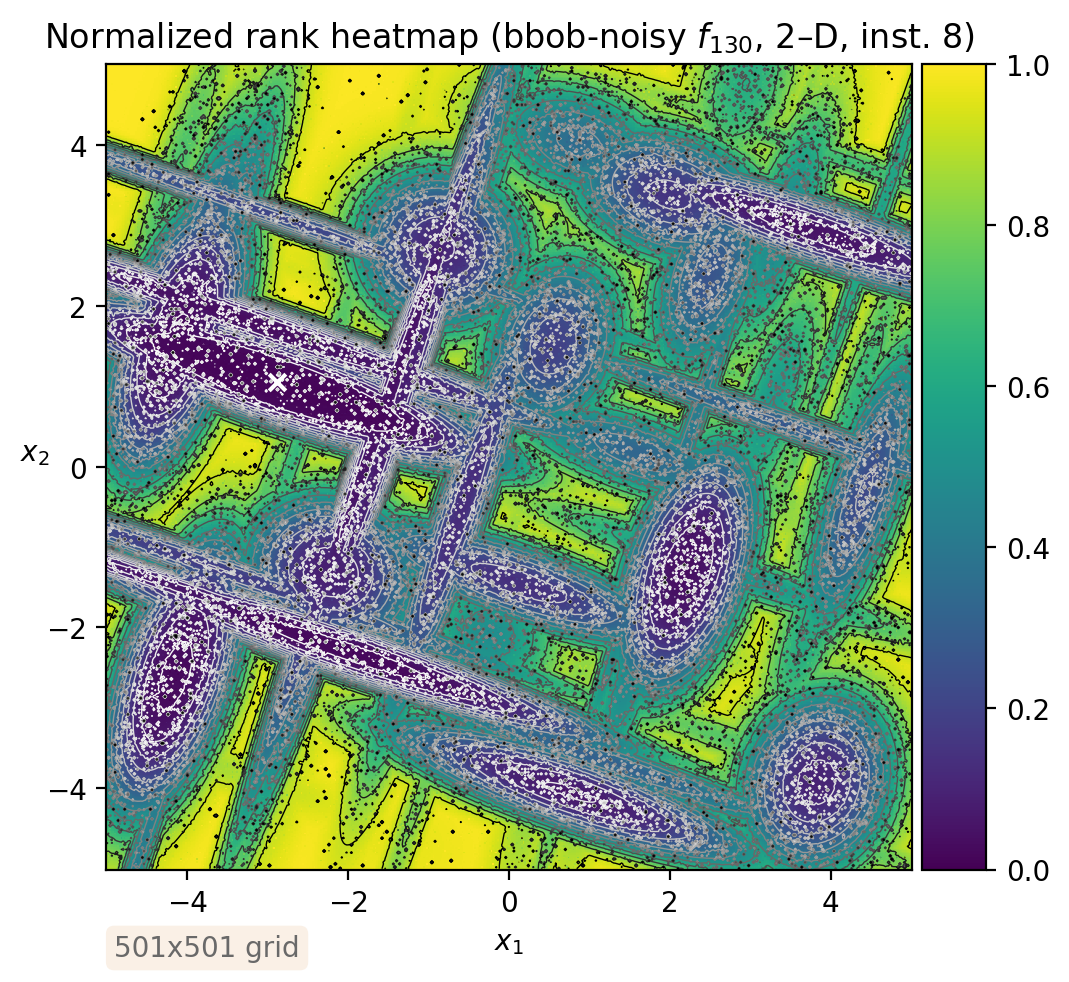 Normalized rank heatmap (bbob-noisy f130, 2–D, inst. 8)
1.0
0.8
0.6
0.4
0.2
0.0
4
2
0
−2
−4
x2
−4 −2 0 2 4
x1
501x501 grid